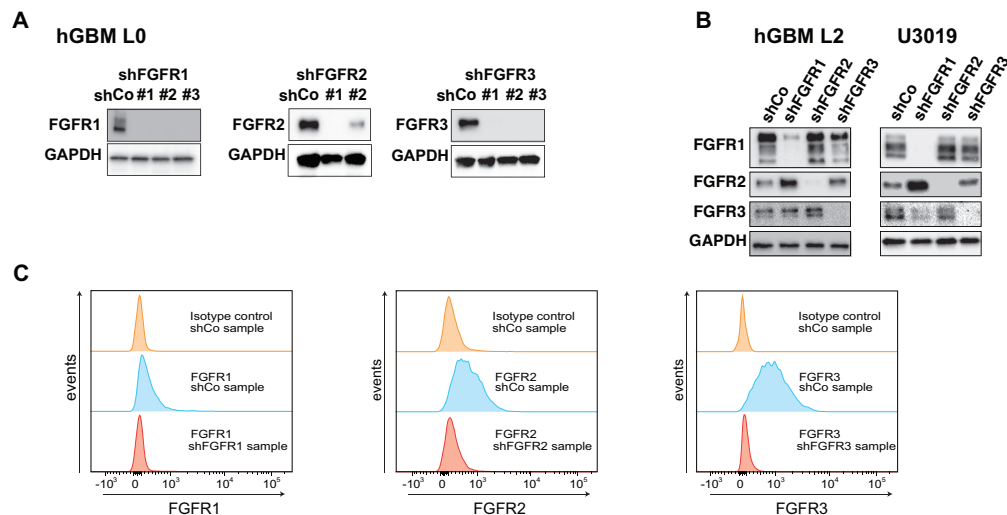 A
hGBM L0
shFGFR1
shCo #1 #2 #3
FGFR1
GAPDH
shFGFR2
shCo #1 #2
FGFR2
GAPDH
shFGFR3
shCo #1 #2 #3
FGFR3
GAPDH
B
hGBM L2
U3019
shCo
shFGFR1
shFGFR2
shFGFR3
shCo
shFGFR1
shFGFR2
shFGFR3
FGFR1
FGFR2
FGFR3
GAPDH
C
events
Isotype control
shCo sample
FGFR1
shCo sample
FGFR1
shFGFR1 sample
-10³ 0 10³ 10⁴ 10⁵
FGFR1
events
Isotype control
shCo sample
FGFR2
shCo sample
FGFR2
shFGFR2 sample
-10³ 0 10³ 10⁴ 10⁵
FGFR2
events
Isotype control
shCo sample
FGFR3
shCo sample
FGFR3
shFGFR3 sample
-10³ 0 10³ 10⁴ 10⁵
FGFR3